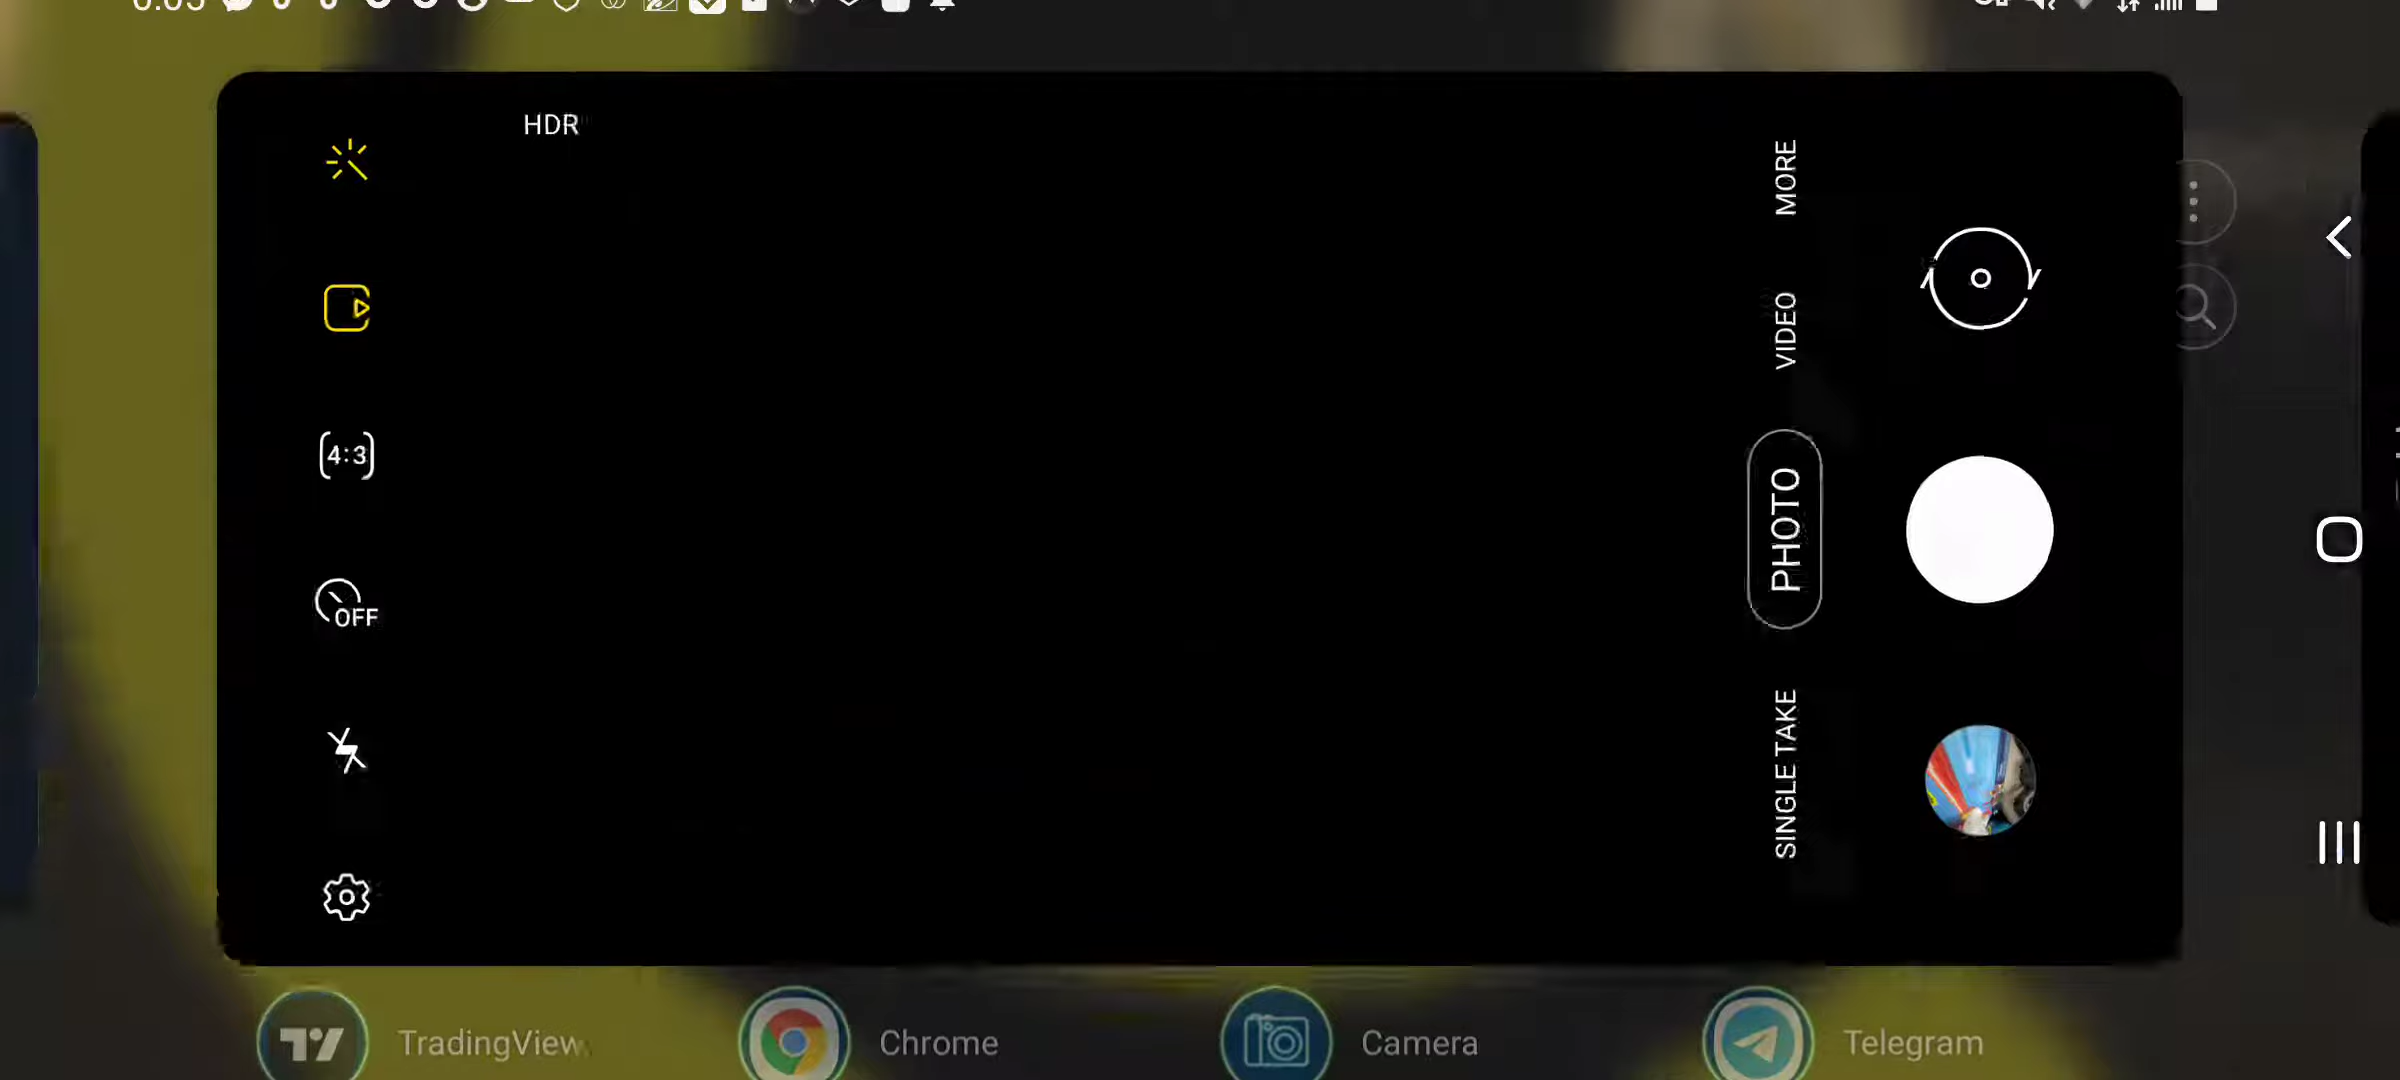 HDR
MORE
VIDEO
4:3
PHOTO
OFF
SINGLE TAKE
TradingView
Chrome
Camera
Telegram